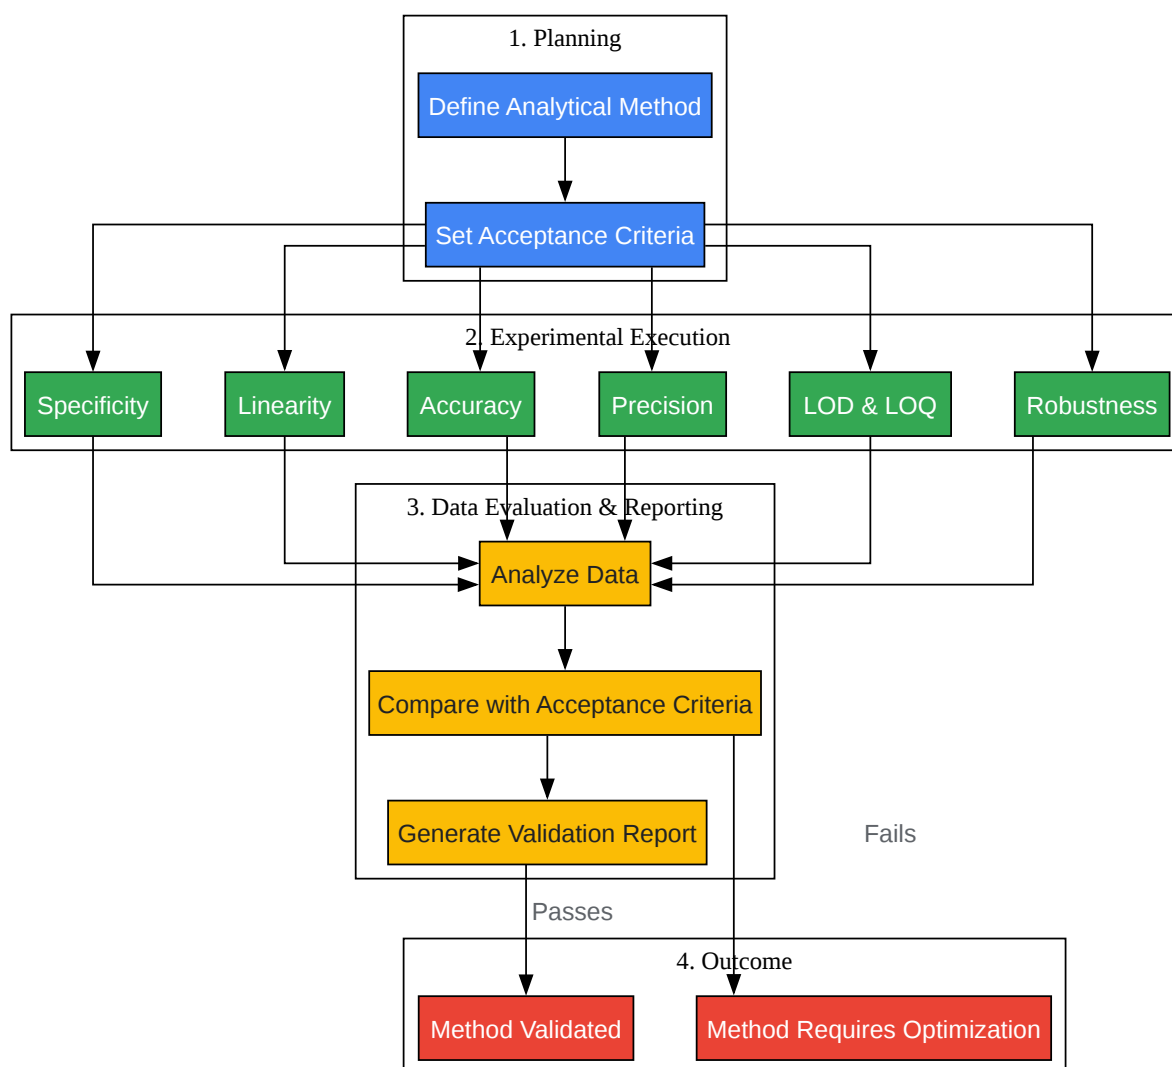 1. Planning
Define Analytical Method
Set Acceptance Criteria
2. Experimental Execution
Specificity
Linearity
Accuracy
Precision
LOD & LOQ
Robustness
3. Data Evaluation & Reporting
Analyze Data
Compare with Acceptance Criteria
Generate Validation Report
Fails
Passes
4. Outcome
Method Validated
Method Requires Optimization